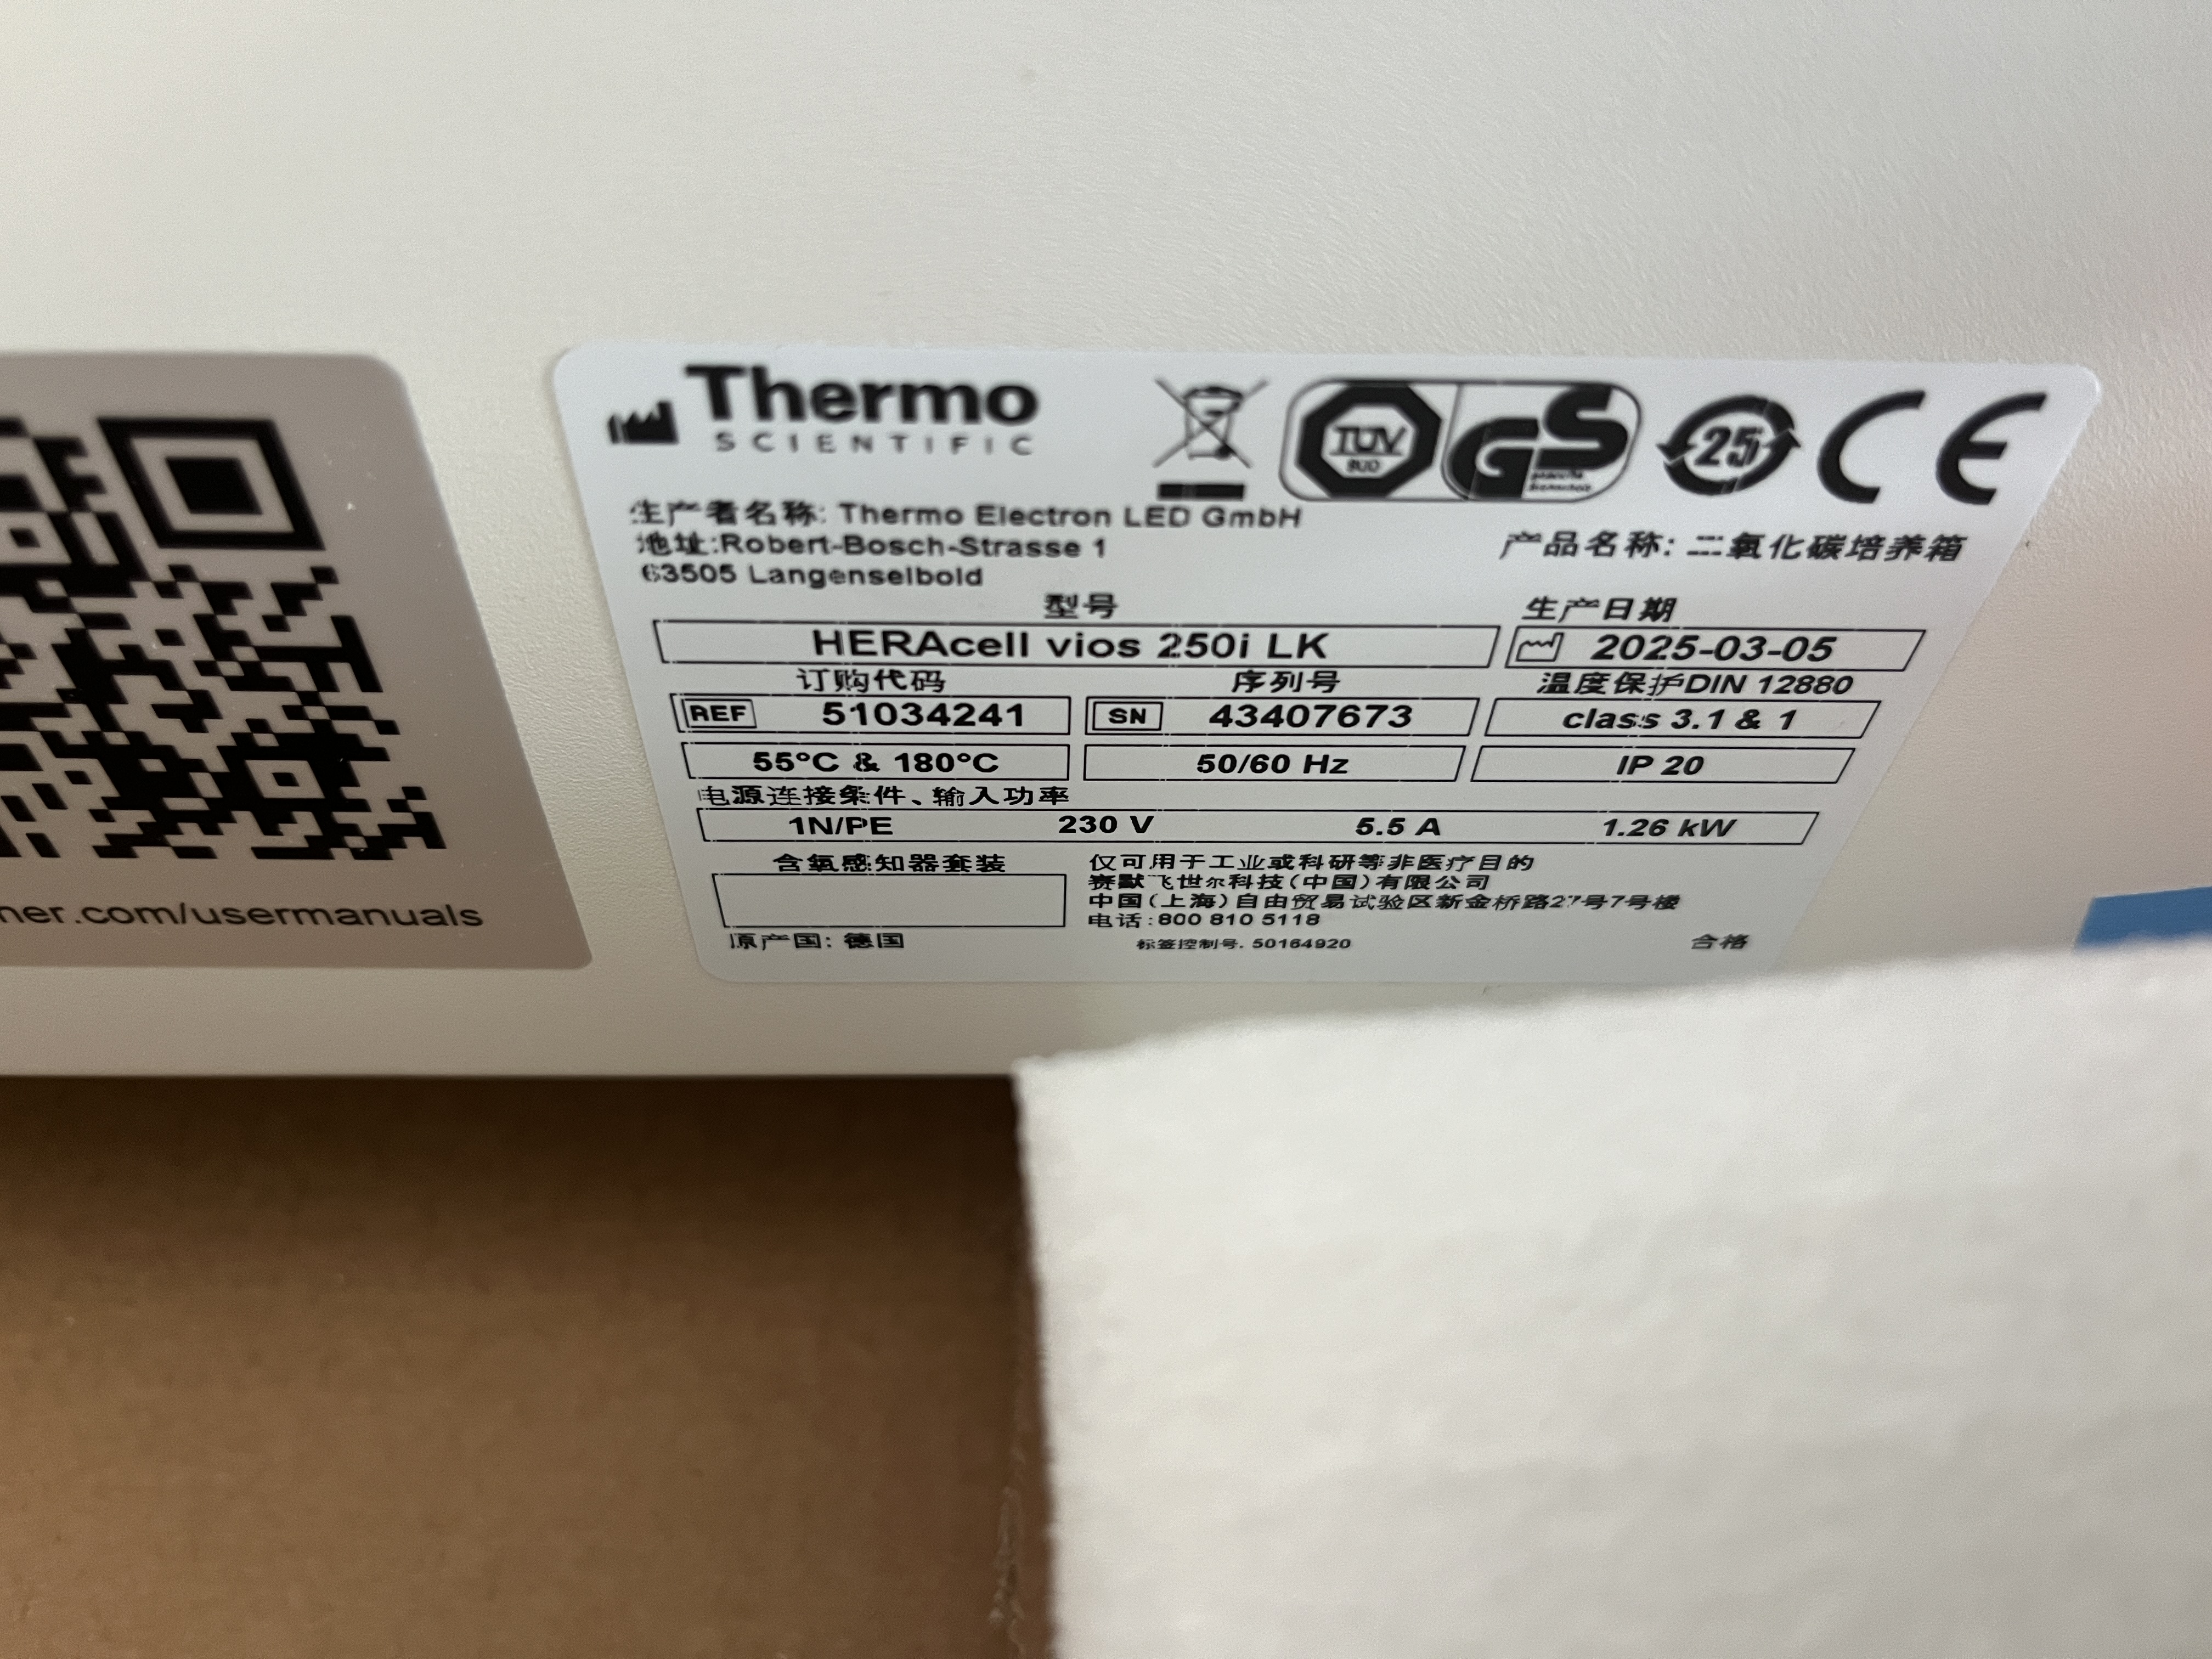 Thermo
SCIENTIFIC
TÜV
SÜD
GS
25
CE
生产者名称: Thermo Electron LED GmbH
地址:Robert-Bosch-Strasse 1
63505 Langenselbold
产品名称: 二氧化碳培养箱
型号
生产日期
HERAcell vios 250i LK
2025-03-05
订购代码
序列号
温度保护DIN 12880
REF 51034241
SN 43407673
class 3.1 & 1
55°C & 180°C
50/60 Hz
IP 20
电源连接条件、输入功率
1N/PE 230 V 5.5 A 1.26 kW
含氧感知器套装
仅可用于工业或科研等非医疗目的
赛默飞世尔科技(中国)有限公司
中国(上海)自由贸易试验区新金桥路27号7号楼
电话:800 810 5118
原产国: 德国
标签控制号. 50164920
合格
ner.com/usermanuals